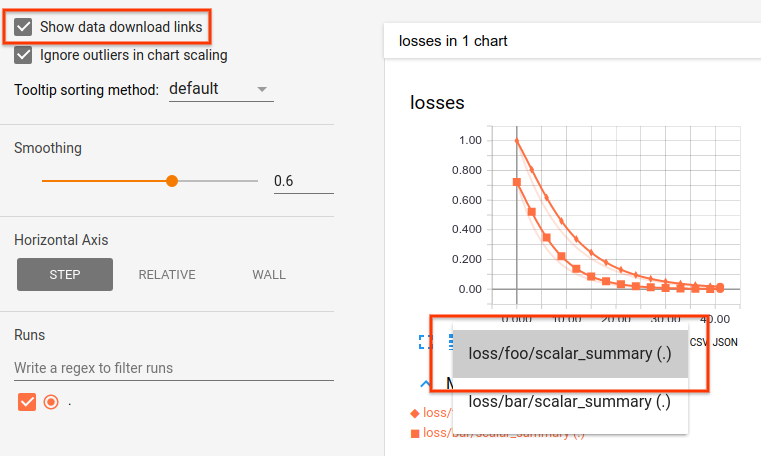 Show data download links
Ignore outliers in chart scaling
Tooltip sorting method: default
Smoothing
0.6
Horizontal Axis
STEP RELATIVE WALL
Runs
Write a regex to filter runs
.
losses in 1 chart
losses
1.00
0.800
0.600
0.400
0.200
0.00
0.000 10.00 20.00 30.00 40.00
CSV JSON
loss/foo/scalar_summary (.)
loss/bar/scalar_summary (.)
loss/
loss/bar/scalar_summary (.)